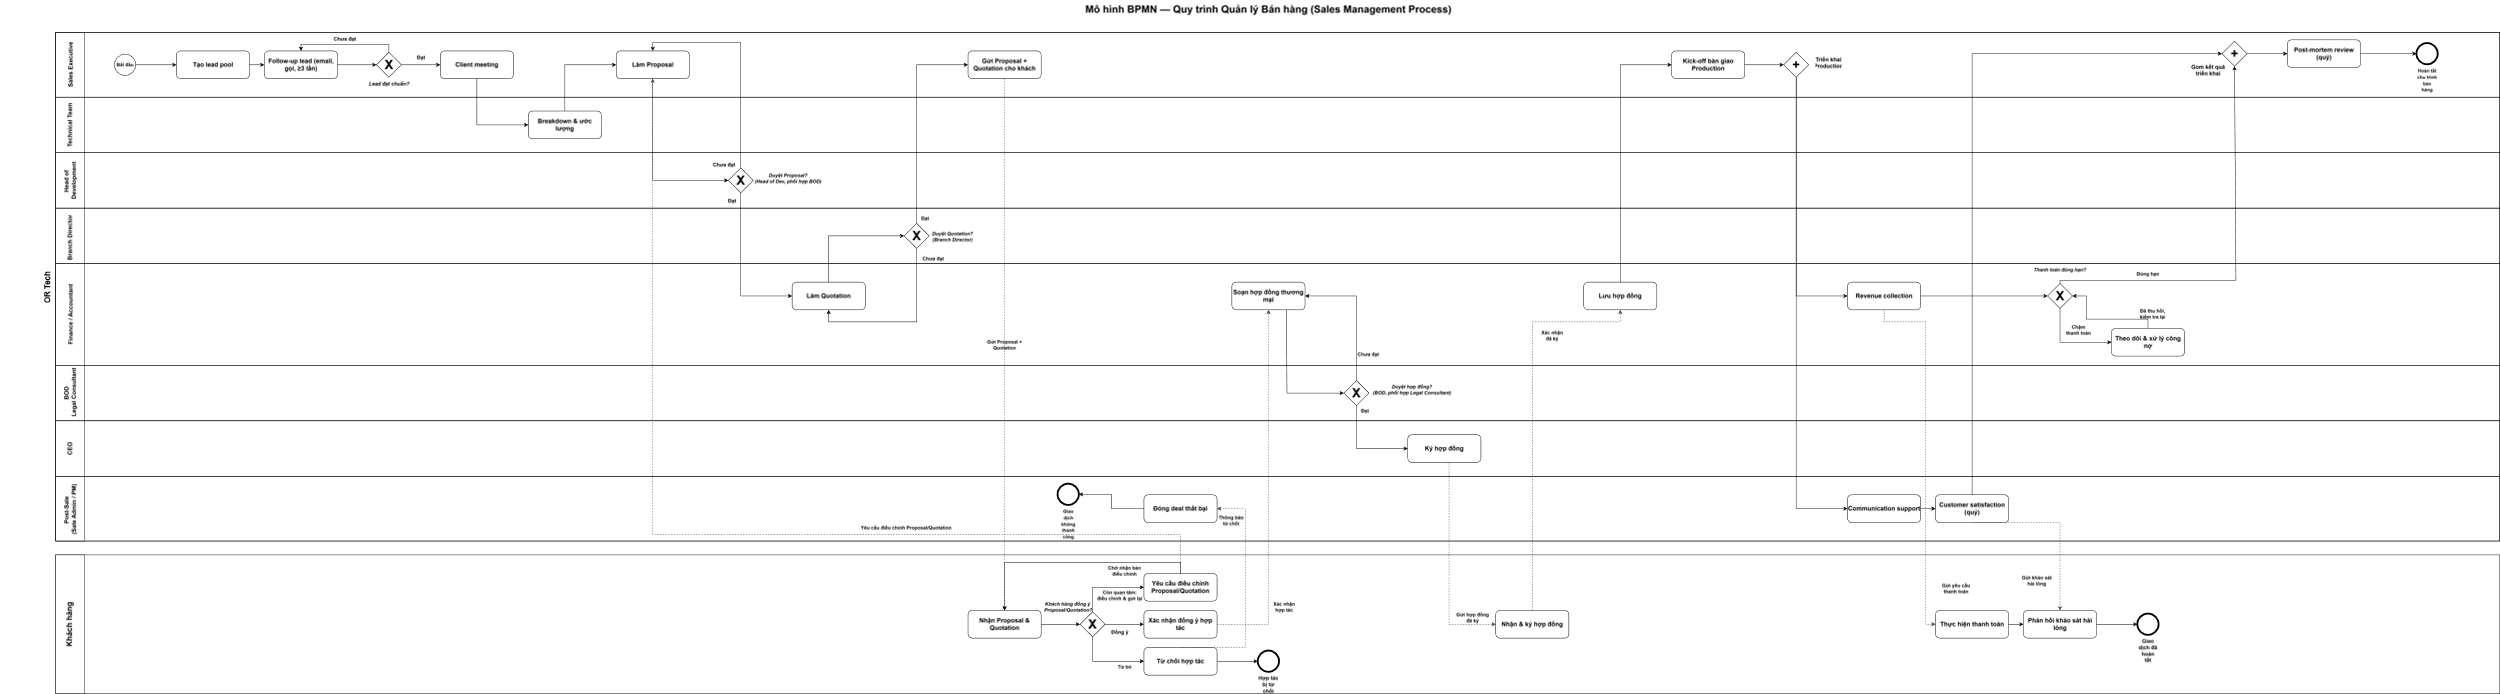 Mô hình BPMN — Quy trình Quản lý Bán hàng (Sales Management Process)
OR Tech
Sales Executive
Bắt đầu
Tạo lead pool
Follow-up lead (email,
gọi, ≥3 lần)
Chưa đạt
X
Lead đạt chuẩn?
Đạt
Client meeting
Làm Proposal
Gửi Proposal +
Quotation cho khách
Kick-off bàn giao
Production
+
Triển khai
Production
+
Gom kết quả
triển khai
Post-mortem review
(quý)
Hoàn tất
chu trình
bán
hàng
Technical Team
Breakdown & ước
lượng
Head of
Development
Chưa đạt
X
Duyệt Proposal?
(Head of Dev, phối hợp BOD)
Đạt
Branch Director
Đạt
X
Duyệt Quotation?
(Branch Director)
Chưa đạt
Finance / Accountant
Làm Quotation
Gửi Proposal +
Quotation
Soạn hợp đồng thương
mại
Chưa đạt
Xác nhận
đã ký
Lưu hợp đồng
Revenue collection
Thanh toán đúng hạn?
X
Đúng hạn
Đã thu hồi,
kiểm tra lại
Chậm
thanh toán
Theo dõi & xử lý công
nợ
BOD
Legal Consultant
X
Duyệt hợp đồng?
(BOD, phối hợp Legal Consultant)
Đạt
CEO
Ký hợp đồng
Post-Sale
(Sale Admin / PM)
Yêu cầu điều chỉnh Proposal/Quotation
Giao
dịch
không
thành
công
Đóng deal thất bại
Thông báo
từ chối
Communication support
Customer satisfaction
(quý)
Khách hàng
Nhận Proposal &
Quotation
Khách hàng đồng ý
Proposal/Quotation?
X
Chờ nhận bản
điều chỉnh
Còn quan tâm:
điều chỉnh & gửi lại
Yêu cầu điều chỉnh
Proposal/Quotation
Đồng ý
Xác nhận đồng ý hợp
tác
Từ bỏ
Từ chối hợp tác
Hợp tác
bị từ
chối
Xác nhận
hợp tác
Gửi hợp đồng
đã ký
Nhận & ký hợp đồng
Gửi yêu cầu
thanh toán
Thực hiện thanh toán
Gửi khảo sát
hài lòng
Phản hồi khảo sát hài
lòng
Giao
dịch đã
hoàn
tất